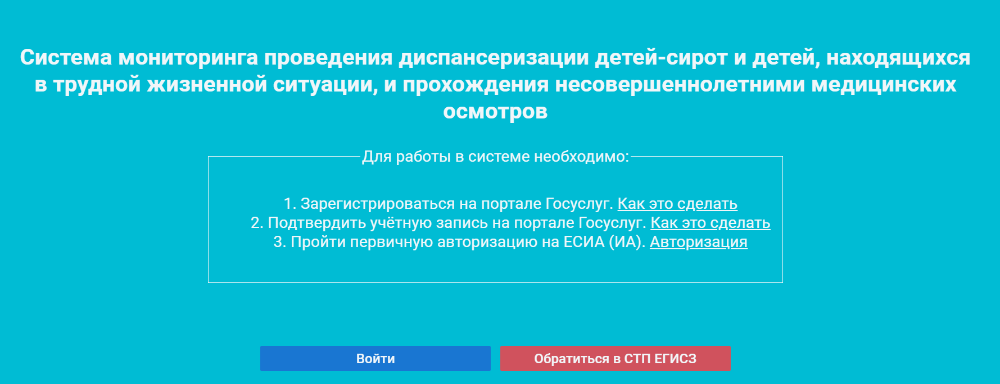 Система мониторинга проведения диспансеризации детей-сирот и детей, находящихся
в трудной жизненной ситуации, и прохождения несовершеннолетними медицинских
осмотров
Для работы в системе необходимо:
1. Зарегистрироваться на портале Госуслуг. Как это сделать
2. Подтвердить учётную запись на портале Госуслуг. Как это сделать
3. Пройти первичную авторизацию на ЕСИА (ИА). Авторизация
Войти
Обратиться в СТП ЕГИСЗ